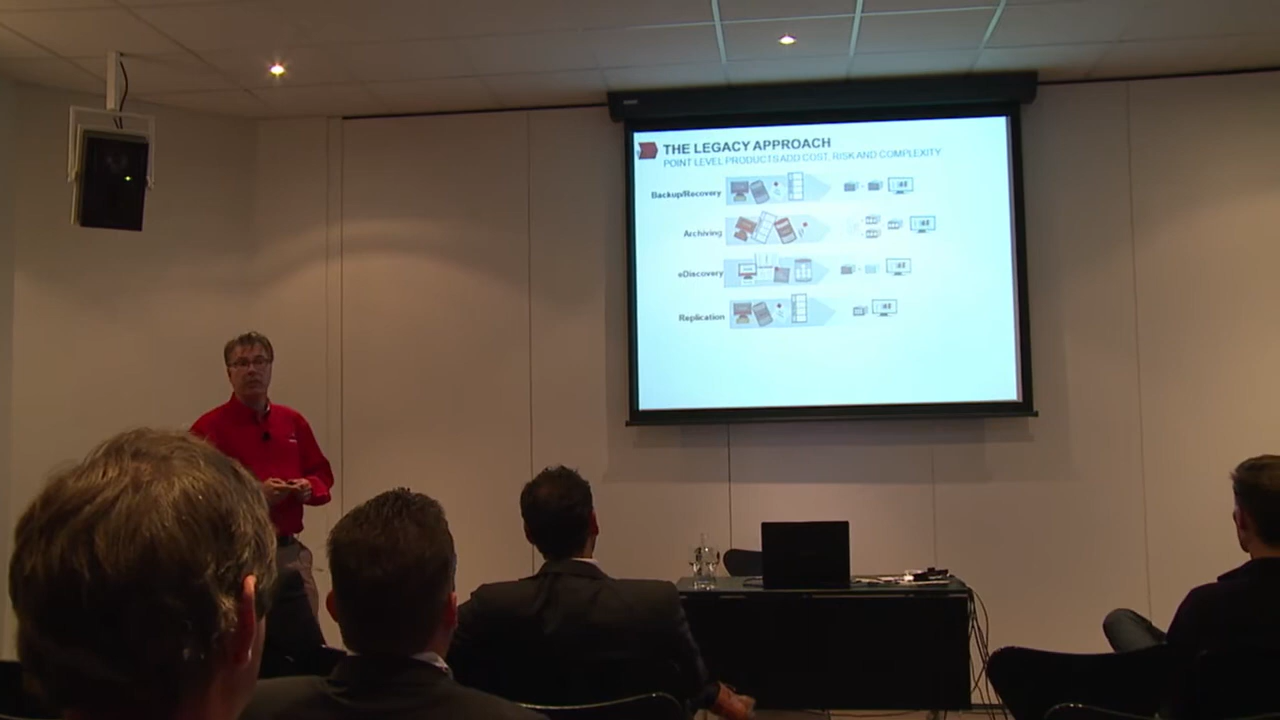 THE LEGACY APPROACH
POINT LEVEL PRODUCTS ADD COST, RISK AND COMPLEXITY
Backup/Recovery
Archiving
eDiscovery
Replication